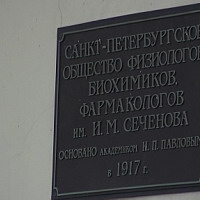 САНКТ-ПЕТЕРБУРГСКОЕ
ОБЩЕСТВО ФИЗИОЛОГОВ,
БИОХИМИКОВ,
ФАРМАКОЛОГОВ
ИМ. И. М. СЕЧЕНОВА
ОСНОВАНО АКАДЕМИКОМ И. П. ПАВЛОВЫМ
в 1917 г.